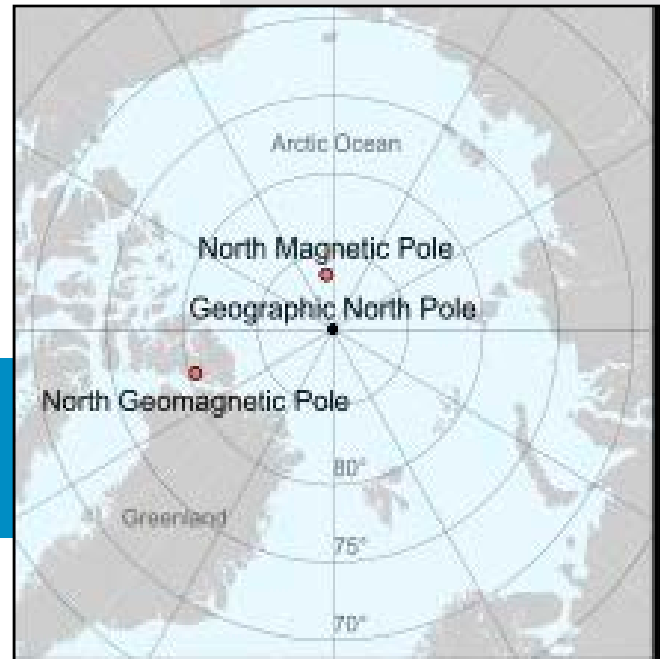 Arctic Ocean
North Magnetic Pole
Geographic North Pole
North Geomagnetic Pole
80°
Greenland
75°
70°